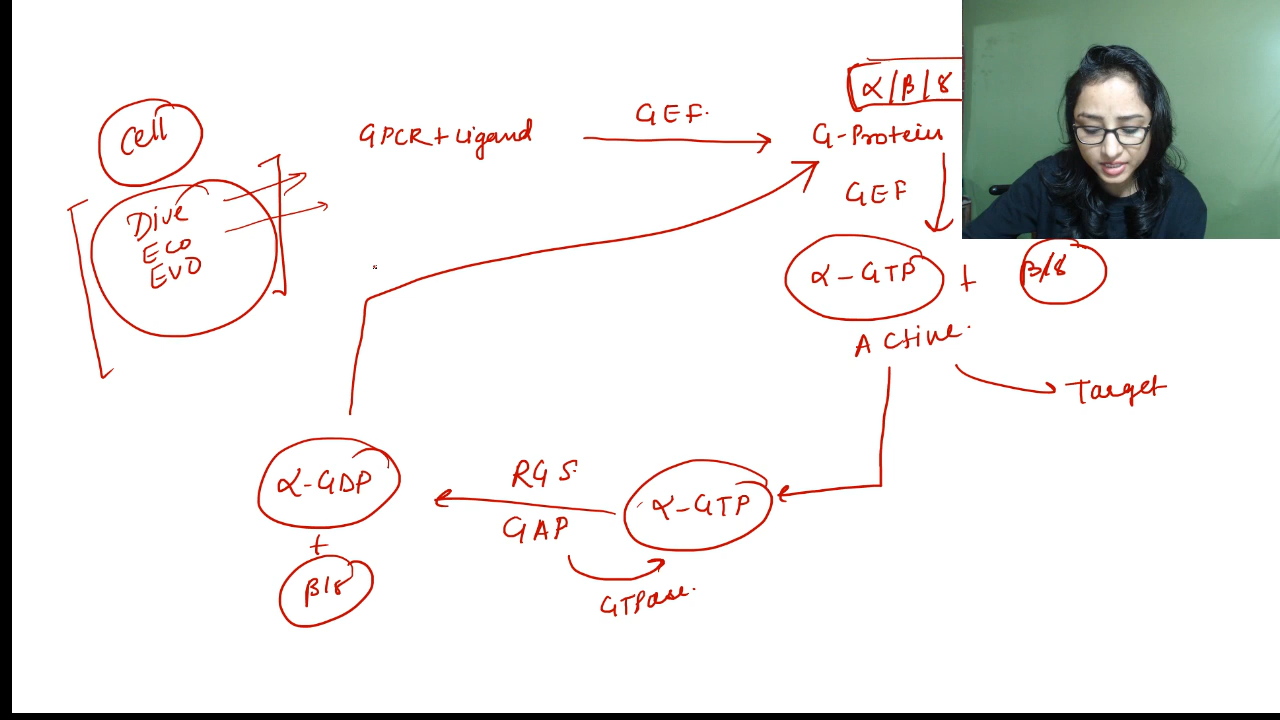 α/β/γ
Cell
GPCR + Ligand
GEF.
G-Protein
Dive
Eco
EVO
GEF
α-GTP + β/γ
Active.
Target
α-GDP
RGS.
α-GTP
GAP
+
β/γ
GTPase.